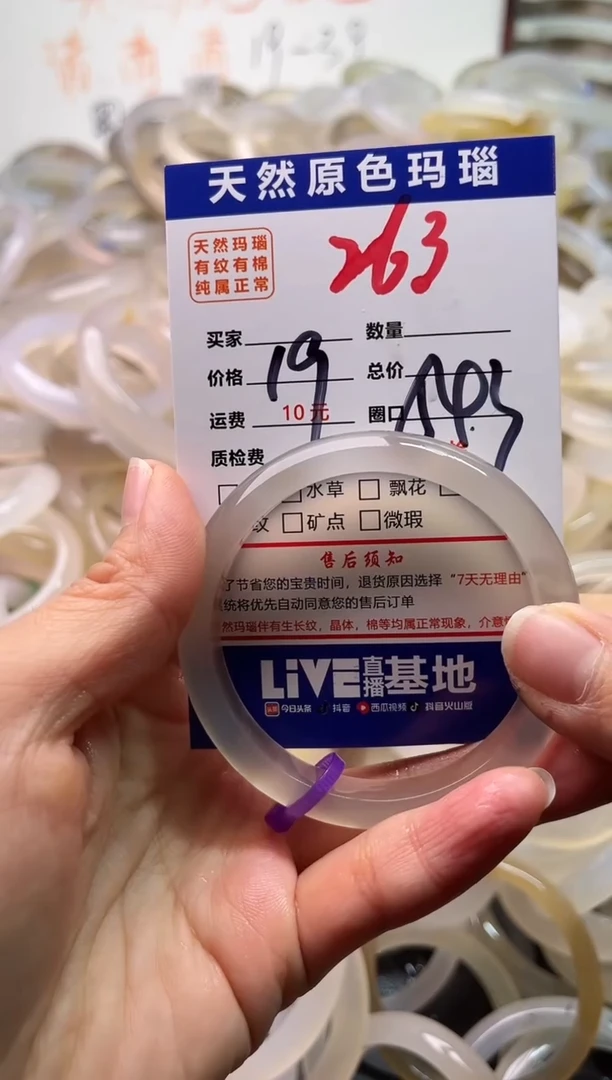 19-39
天然原色玛瑙
天然玛瑙
有纹有棉
纯属正常
263
买家 数量
价格 19 总价
运费 10元 圈口
质检费
水草 飘花
纹 矿点 微瑕
售后须知
了节省您的宝贵时间，退货原因选择“7天无理由”
统将优先自动同意您的售后订单
然玛瑙伴有生长纹，晶体，棉等均属正常现象，介意
LiVE直播基地
头条 今日头条 抖音 西瓜视频 抖音火山版